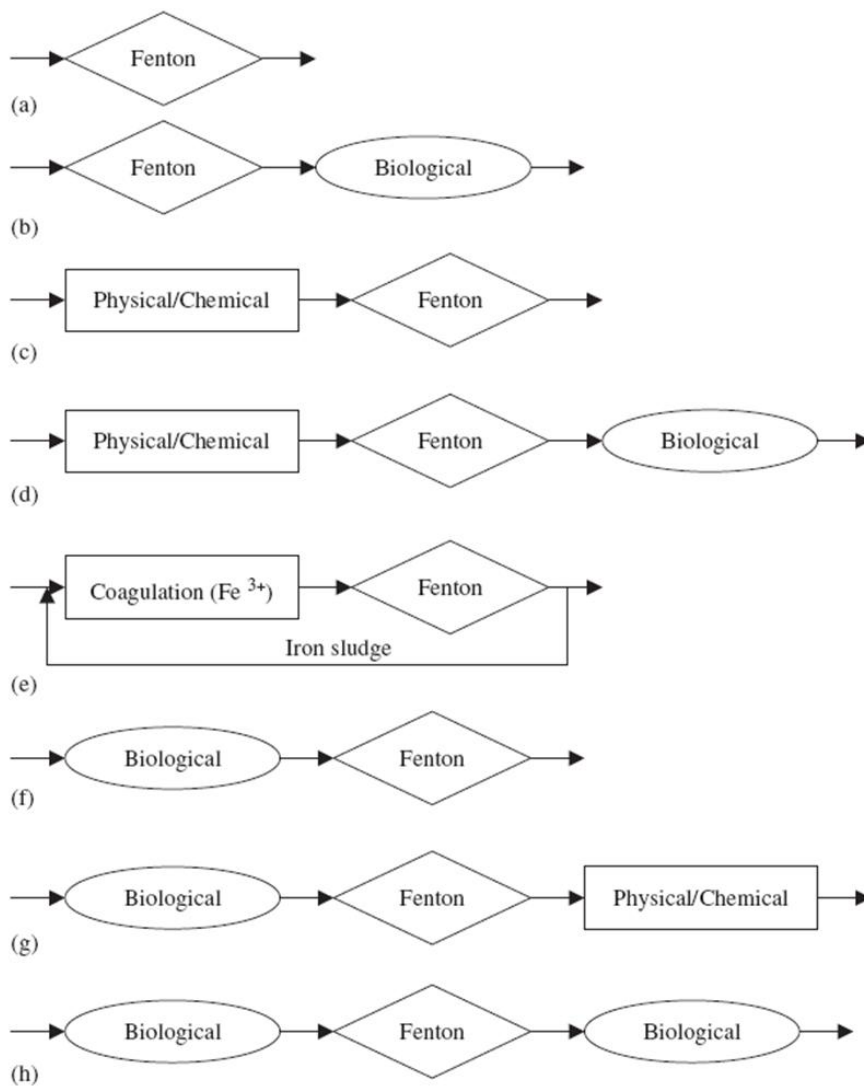 Fenton
(a)
Fenton Biological
(b)
Physical/Chemical Fenton
(c)
Physical/Chemical Fenton Biological
(d)
Coagulation (Fe 3+) Fenton
Iron sludge
(e)
Biological Fenton
(f)
Biological Fenton Physical/Chemical
(g)
Biological Fenton Biological
(h)